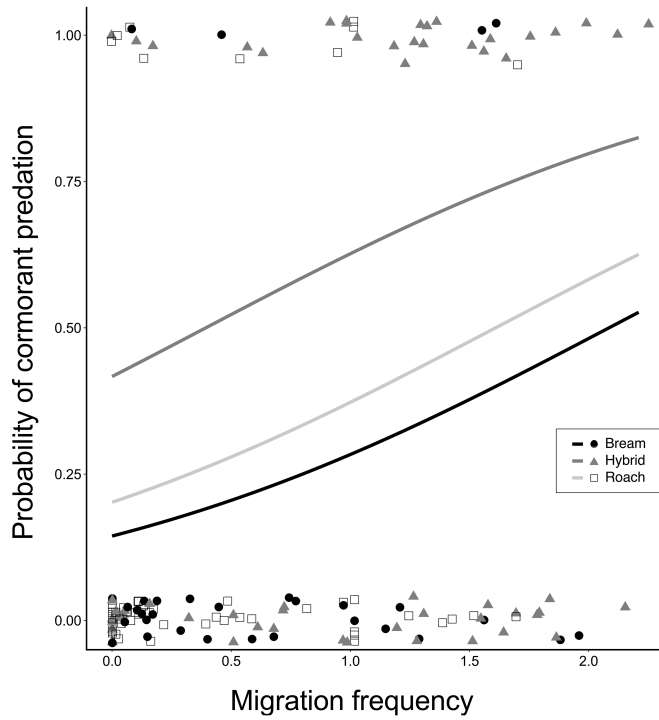 Probability of cormorant predation
1.00
0.75
0.50
0.25
0.00
Bream
Hybrid
Roach
0.0 0.5 1.0 1.5 2.0
Migration frequency